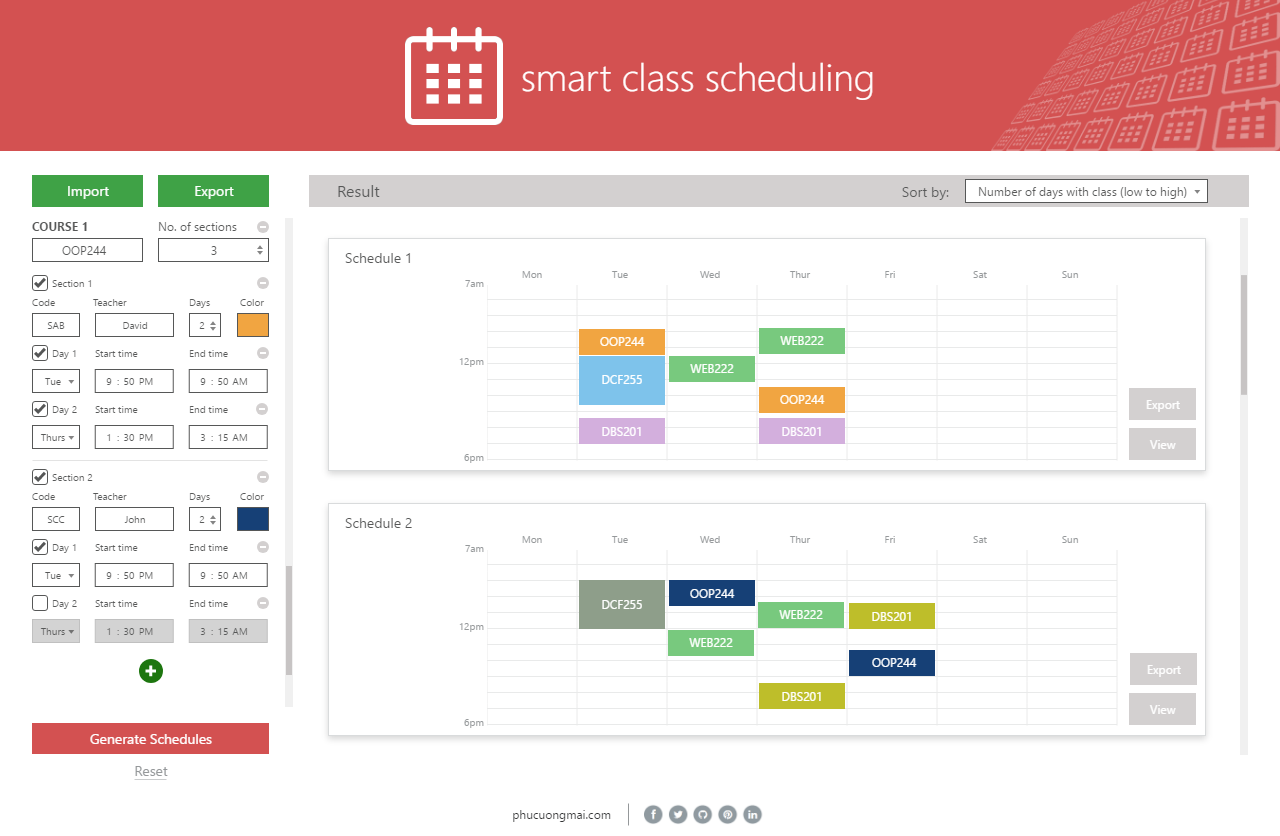 smart class scheduling
Import
Export
COURSE 1
No. of sections
OOP244
3
Section 1
Code
Teacher
Days
Color
SAB
David
2
Day 1
Start time
End time
Tue
9 : 50 PM
9 : 50 AM
Day 2
Start time
End time
Thurs
1 : 30 PM
3 : 15 AM
Section 2
Code
Teacher
Days
Color
SCC
John
2
Day 1
Start time
End time
Tue
9 : 50 PM
9 : 50 AM
Day 2
Start time
End time
Thurs
1 : 30 PM
3 : 15 AM
Generate Schedules
Reset
Result
Sort by:
Number of days with class (low to high)
Schedule 1
Mon
Tue
Wed
Thur
Fri
Sat
Sun
7am
OOP244
WEB222
12pm
WEB222
DCF255
OOP244
DBS201
DBS201
6pm
Export
View
Schedule 2
Mon
Tue
Wed
Thur
Fri
Sat
Sun
7am
DCF255
OOP244
WEB222
DBS201
12pm
WEB222
OOP244
DBS201
6pm
Export
View
phucuongmai.com